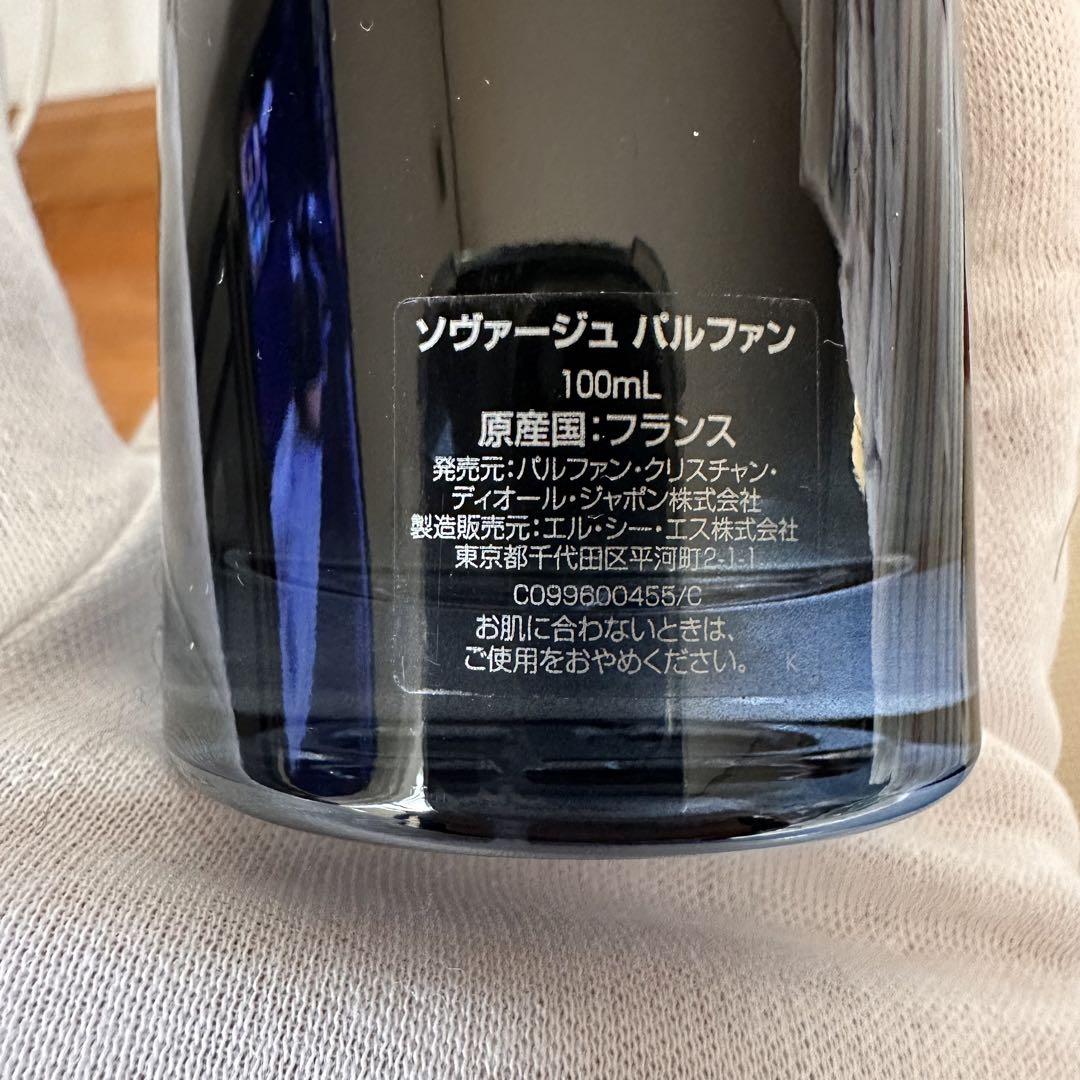 ソヴァージュ パルファン
100mL
原産国:フランス
発売元:パルファン・クリスチャン・
ディオール・ジャポン株式会社
製造販売元:エル・シー・エス株式会社
東京都千代田区平河町2-1-1
C099600455/C
お肌に合わないときは、
ご使用をおやめください。 K